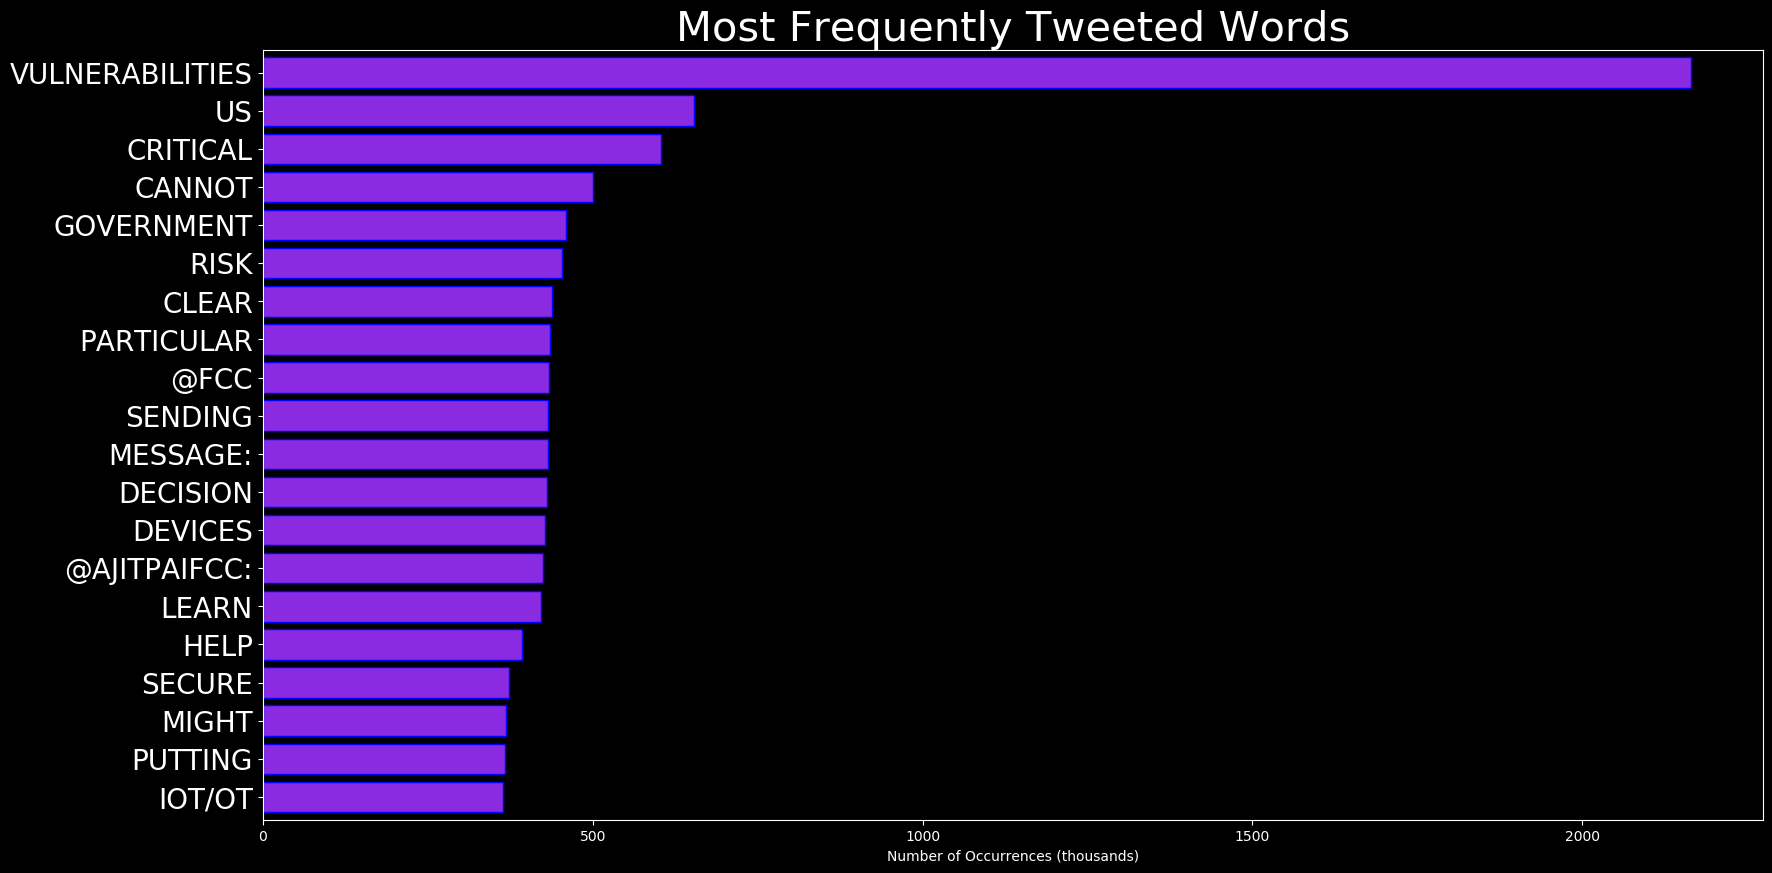 Most Frequently Tweeted Words
VULNERABILITIES
US
CRITICAL
CANNOT
GOVERNMENT
RISK
CLEAR
PARTICULAR
@FCC
SENDING
MESSAGE:
DECISION
DEVICES
@AJITPAIFCC:
LEARN
HELP
SECURE
MIGHT
PUTTING
IOT/OT
0 500 1000 1500 2000
Number of Occurrences (thousands)